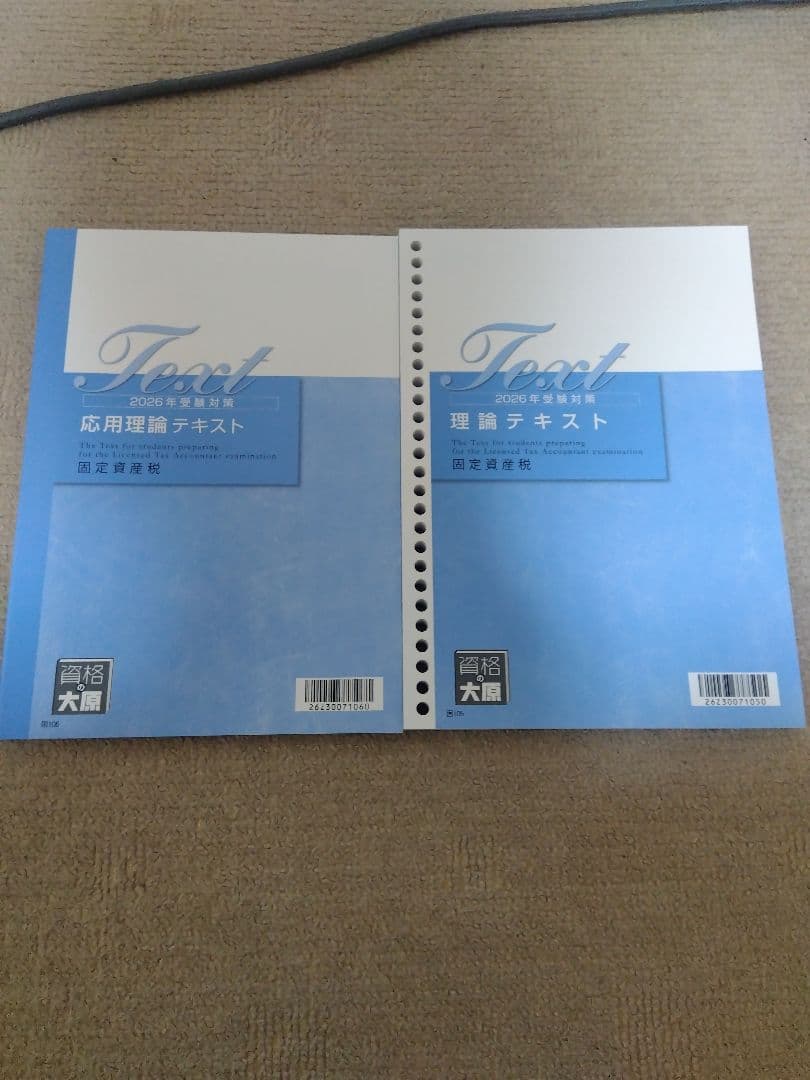 Text
2026年受験対策
応用理論テキスト
The Text for students preparing
for the Licensed Tax Accountant examination
固定資産税
資格の大原
26230071060
Text
2026年受験対策
理論テキスト
The Text for students preparing
for the Licensed Tax Accountant examination
固定資産税
資格の大原
26230071050